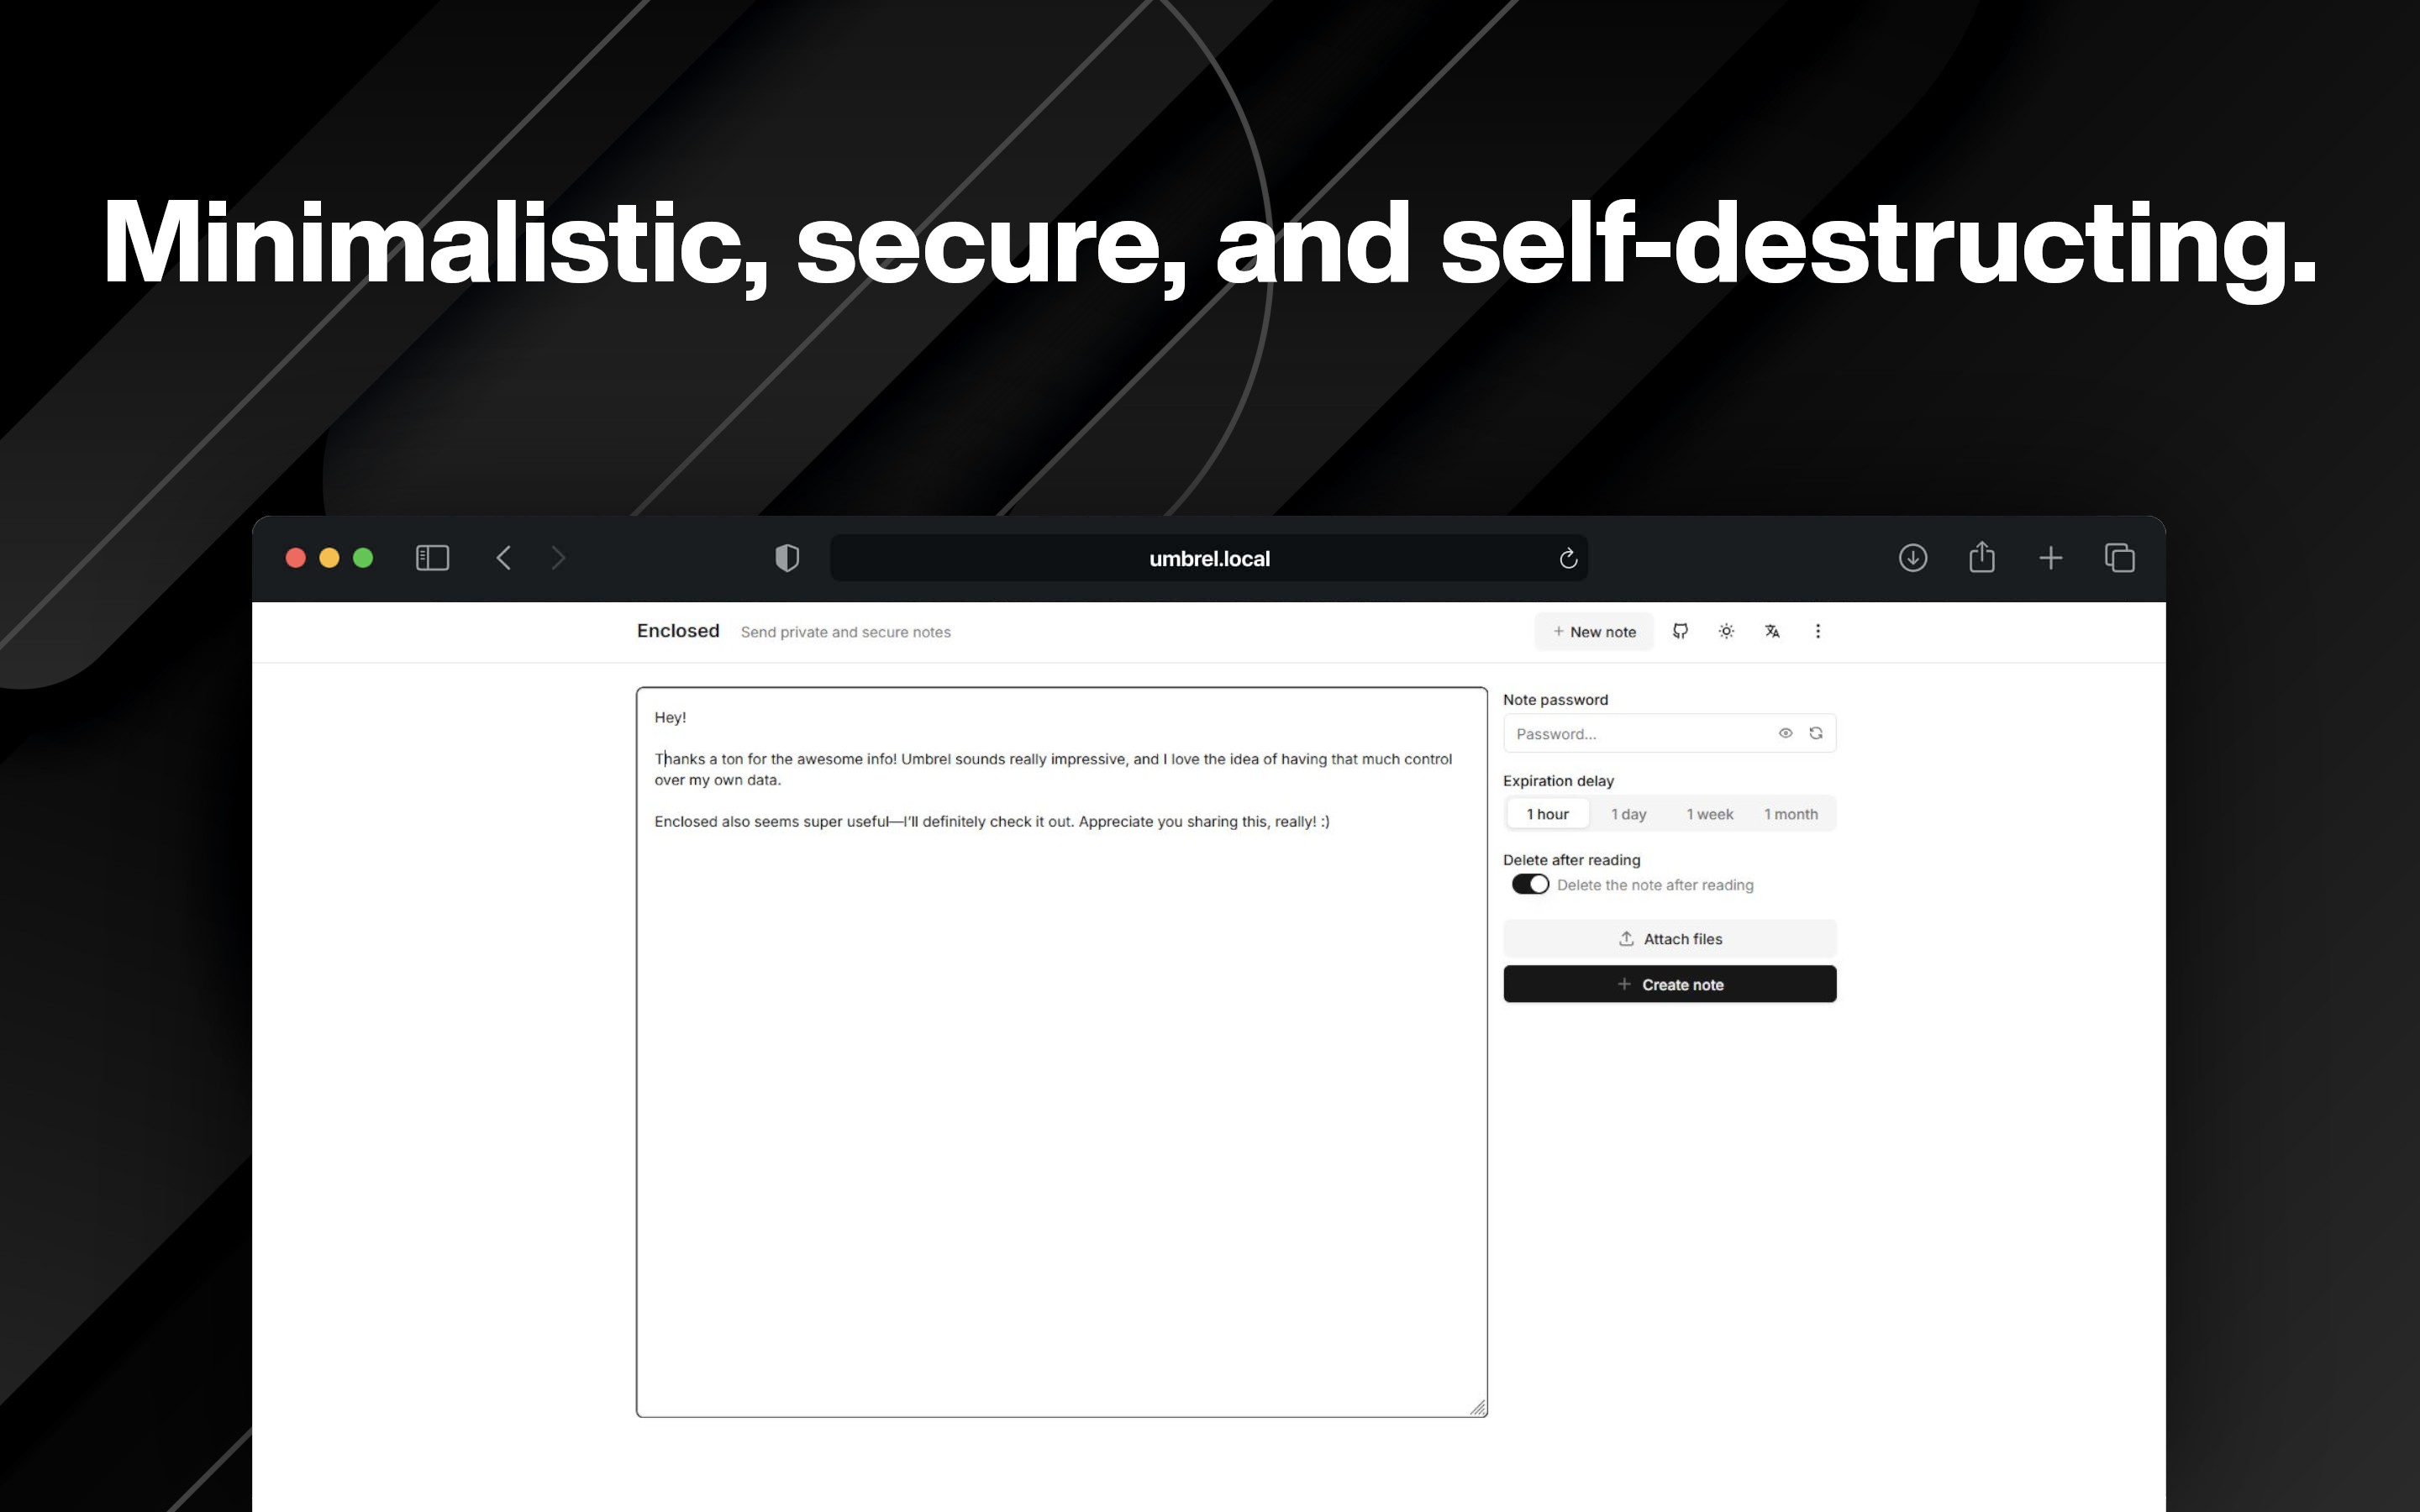 Minimalistic, secure, and self-destructing.
umbrel.local
Enclosed Send private and secure notes
+ New note
Hey!
Thanks a ton for the awesome info! Umbrel sounds really impressive, and I love the idea of having that much control
over my own data.
Enclosed also seems super useful—I'll definitely check it out. Appreciate you sharing this, really! :)
Note password
Password...
Expiration delay
1 hour 1 day 1 week 1 month
Delete after reading
Delete the note after reading
Attach files
+ Create note